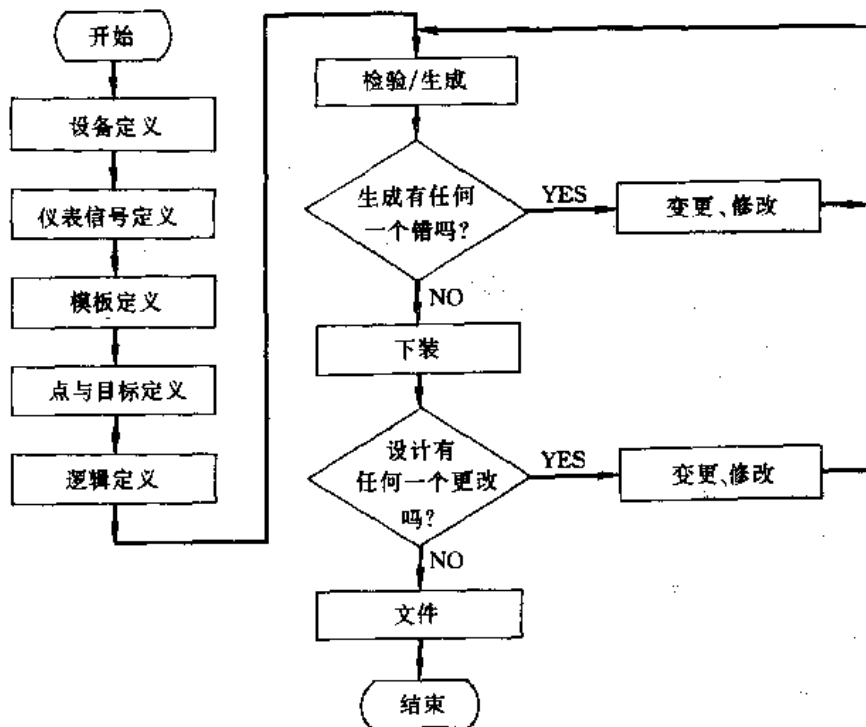 开始
设备定义
仪表信号定义
模板定义
点与目标定义
逻辑定义
检验/生成
生成有任何
一个错吗?
YES
变更、修改
NO
下装
设计有
任何一个更改
吗?
YES
变更、修改
NO
文件
结束